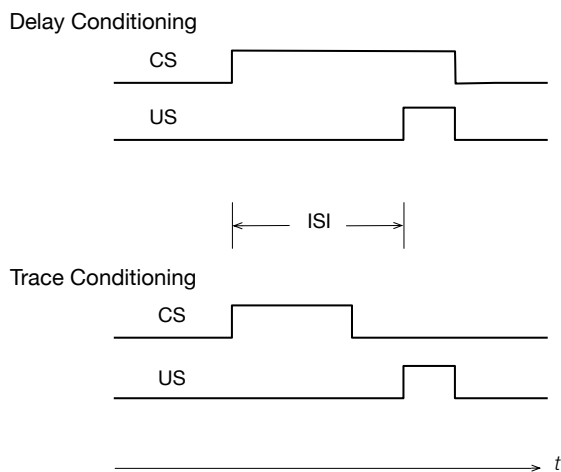 Delay Conditioning
CS
US
ISI
Trace Conditioning
CS
US
t